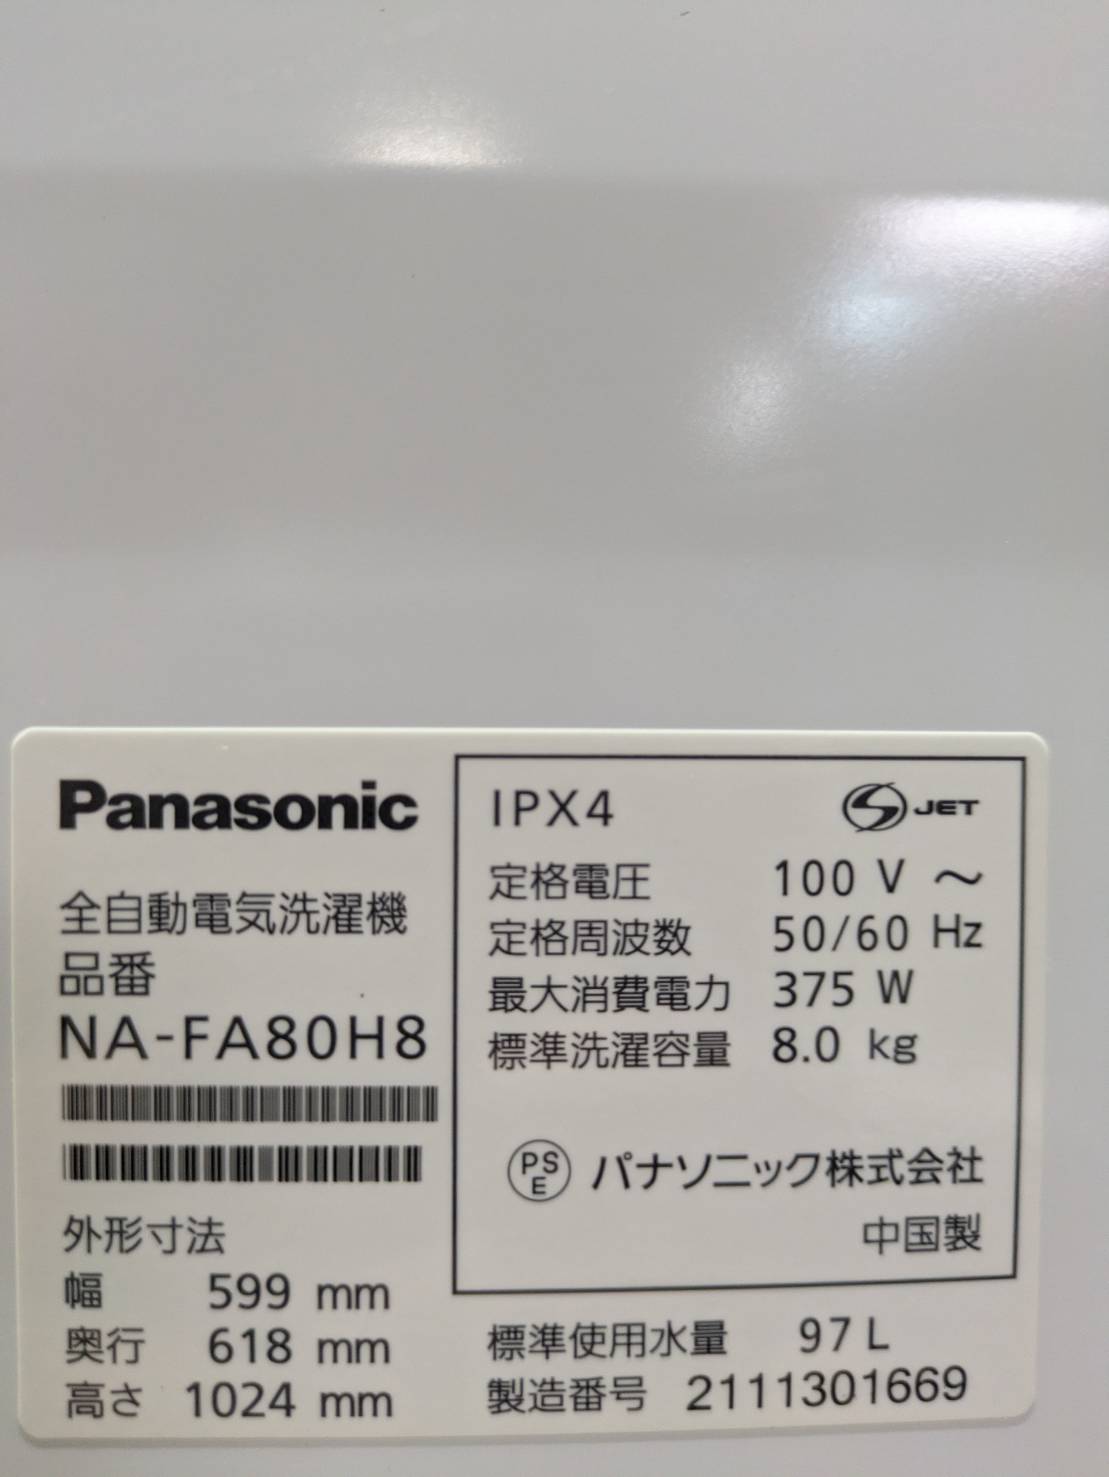 Panasonic
全自動電気洗濯機
品番
NA-FA80H8
外形寸法
幅 599 mm
奥行 618 mm
高さ 1024 mm
IPX4
S JET
定格電圧 100 V ～
定格周波数 50/60 Hz
最大消費電力 375 W
標準洗濯容量 8.0 kg
PS
E
パナソニック株式会社
中国製
標準使用水量 97 L
製造番号 2111301669